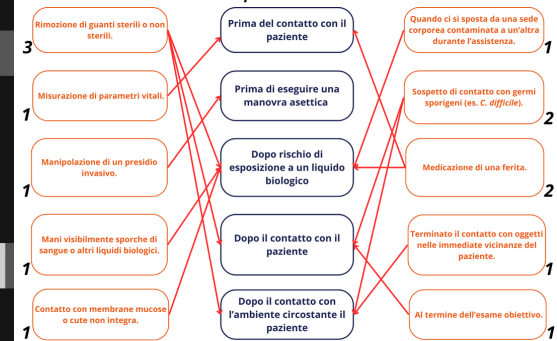 Rimozione di guanti sterili o non
sterili.
3
Misurazione di parametri vitali.
1
Manipolazione di un presidio
invasivo.
1
Mani visibilmente sporche di
sangue o altri liquidi biologici.
1
Contatto con membrane mucose
o cute non integra.
1
Prima del contatto con il
paziente
Prima di eseguire una
manovra asettica
Dopo rischio di
esposizione a un liquido
biologico
Dopo il contatto con il
paziente
Dopo il contatto con
l'ambiente circostante il
paziente
Quando ci si sposta da una sede
corporea contaminata a un'altra
durante l'assistenza.
1
Sospetto di contatto con germi
sporigeni (es. C. difficile).
2
Medicazione di una ferita.
2
Terminato il contatto con oggetti
nelle immediate vicinanze del
paziente.
1
Al termine dell'esame obiettivo.
1